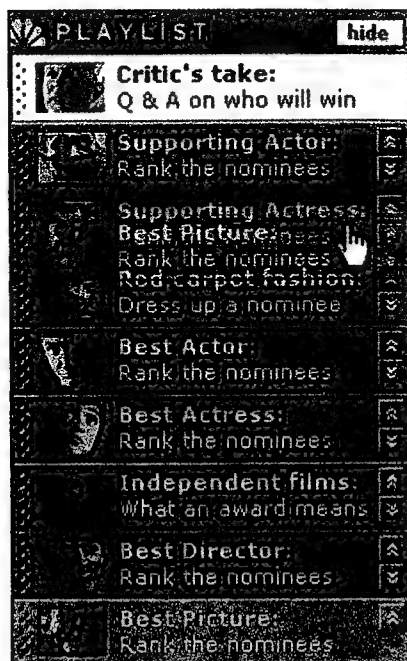 PLAYLIST hide
Critic's take:
Q & A on who will win
Supporting Actor:
Rank the nominees
Supporting Actress:
Best Picture:
Rank the nominees
Red carpet fashion:
Dress up a nominee
Best Actor:
Rank the nominees
Best Actress:
Rank the nominees
Independent films:
What an award means
Best Director:
Rank the nominees
Best Picture:
Rank the nominees